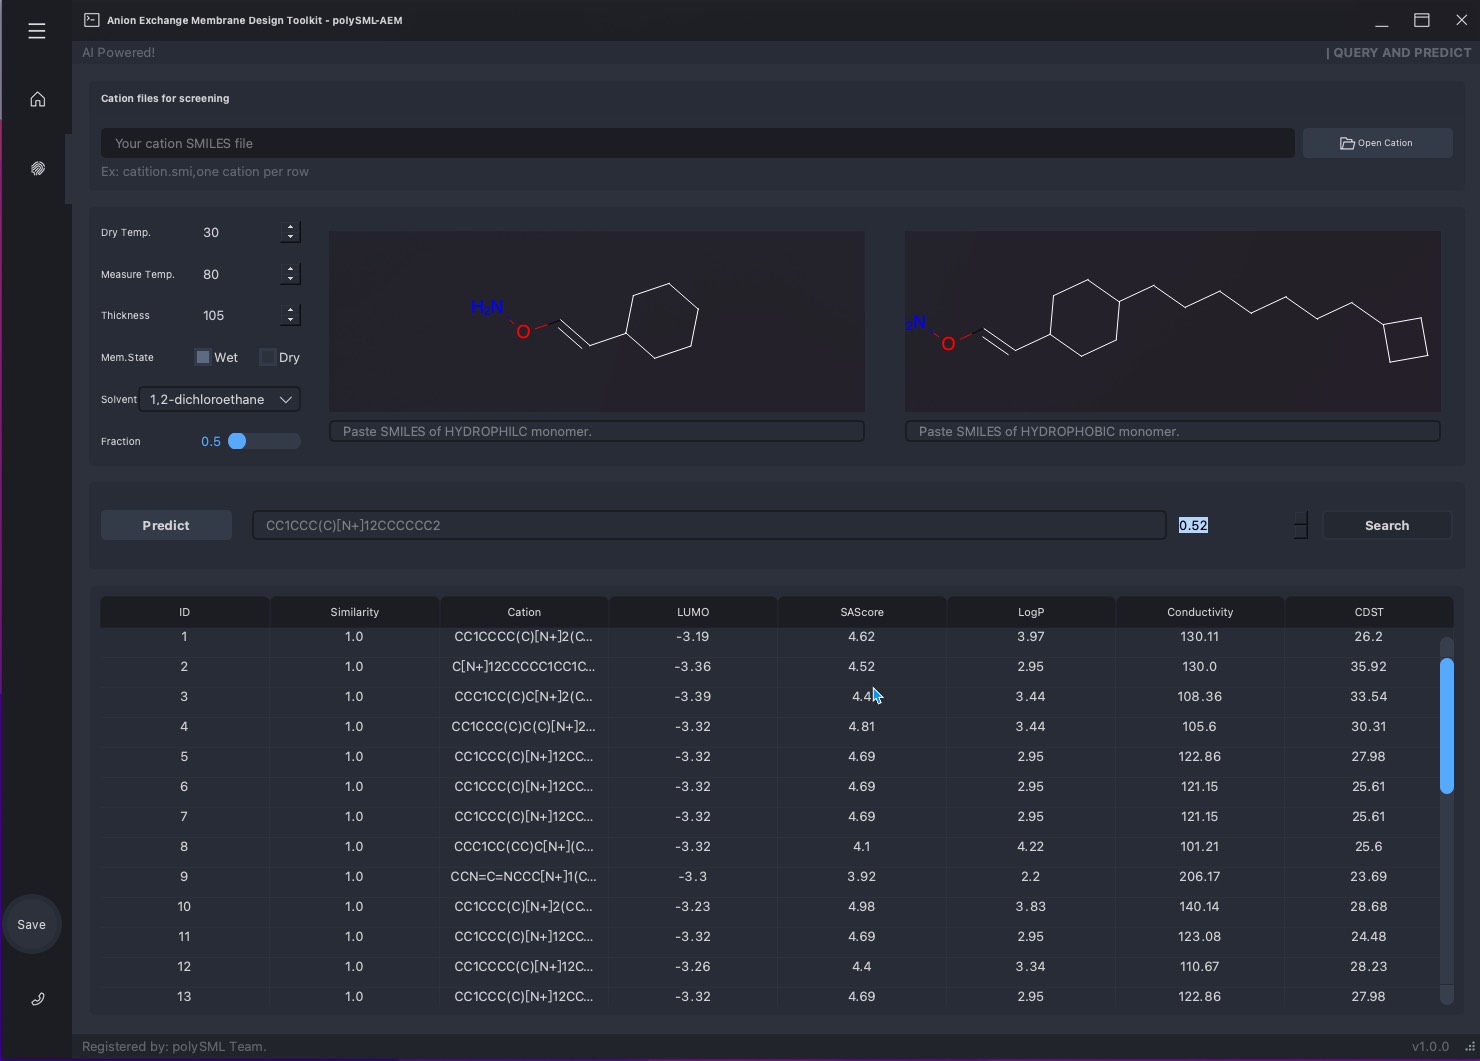 Anion Exchange Membrane Design Toolkit - polySML-AEM
AI Powered!
| QUERY AND PREDICT
Cation files for screening
Your cation SMILES file
Open Cation
Ex: catition.smi,one cation per row
Dry Temp. 30
Measure Temp. 80
Thickness 105
Mem.State Wet Dry
Solvent 1,2-dichloroethane
Fraction 0.5
H₂N
O
₂N
O
Paste SMILES of HYDROPHILC monomer.
Paste SMILES of HYDROPHOBIC monomer.
Predict
CC1CCC(C)[N+]12CCCCCC2
0.52
Search
ID Similarity Cation LUMO SAScore LogP Conductivity CDST
1 1.0 CC1CCCC(C)[N+]2(C... -3.19 4.62 3.97 130.11 26.2
2 1.0 C[N+]12CCCCC1CC1C... -3.36 4.52 2.95 130.0 35.92
3 1.0 CCC1CC(C)C[N+]2(C... -3.39 4.4 3.44 108.36 33.54
4 1.0 CC1CCC(C)C(C)[N+]2... -3.32 4.81 3.44 105.6 30.31
5 1.0 CC1CCC(C)[N+]12CC... -3.32 4.69 2.95 122.86 27.98
6 1.0 CC1CCC(C)[N+]12CC... -3.32 4.69 2.95 121.15 25.61
7 1.0 CC1CCC(C)[N+]12CC... -3.32 4.69 2.95 121.15 25.61
8 1.0 CCC1CC(CC)C[N+](C... -3.32 4.1 4.22 101.21 25.6
9 1.0 CCN=C=NCCC[N+]1(C... -3.3 3.92 2.2 206.17 23.69
10 1.0 CC1CCC(C)[N+]2(CC... -3.23 4.98 3.83 140.14 28.68
11 1.0 CC1CCC(C)[N+]12CC... -3.32 4.69 2.95 123.08 24.48
12 1.0 CC1CCCC(C)[N+]12C... -3.26 4.4 3.34 110.67 28.23
13 1.0 CC1CCC(C)[N+]12CC... -3.32 4.69 2.95 122.86 27.98
Save
Registered by: polySML Team.
v1.0.0